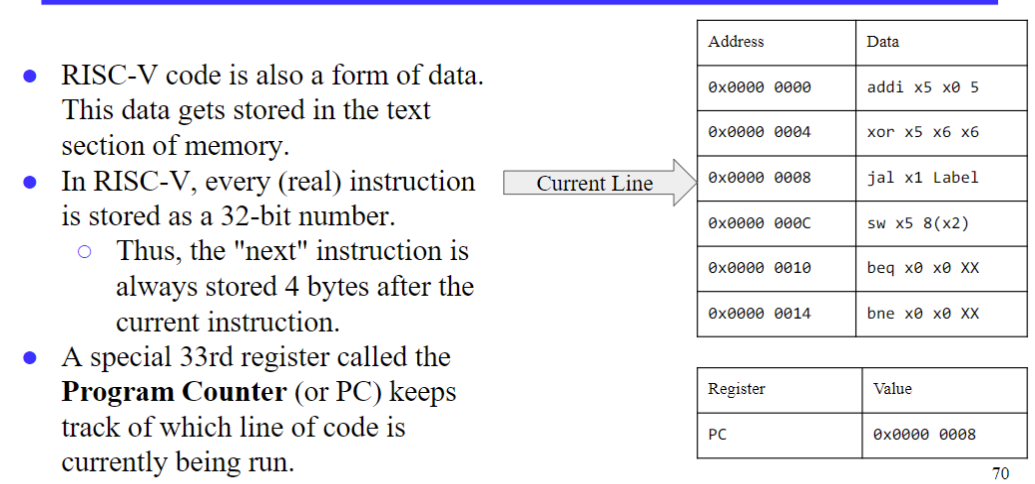 ● RISC-V code is also a form of data.
This data gets stored in the text
section of memory.
● In RISC-V, every (real) instruction
is stored as a 32-bit number.
○ Thus, the "next" instruction is
always stored 4 bytes after the
current instruction.
● A special 33rd register called the
Program Counter (or PC) keeps
track of which line of code is
currently being run.
Current Line
Address Data
0x0000 0000 addi x5 x0 5
0x0000 0004 xor x5 x6 x6
0x0000 0008 jal x1 Label
0x0000 000C sw x5 8(x2)
0x0000 0010 beq x0 x0 XX
0x0000 0014 bne x0 x0 XX
Register Value
PC 0x0000 0008
70